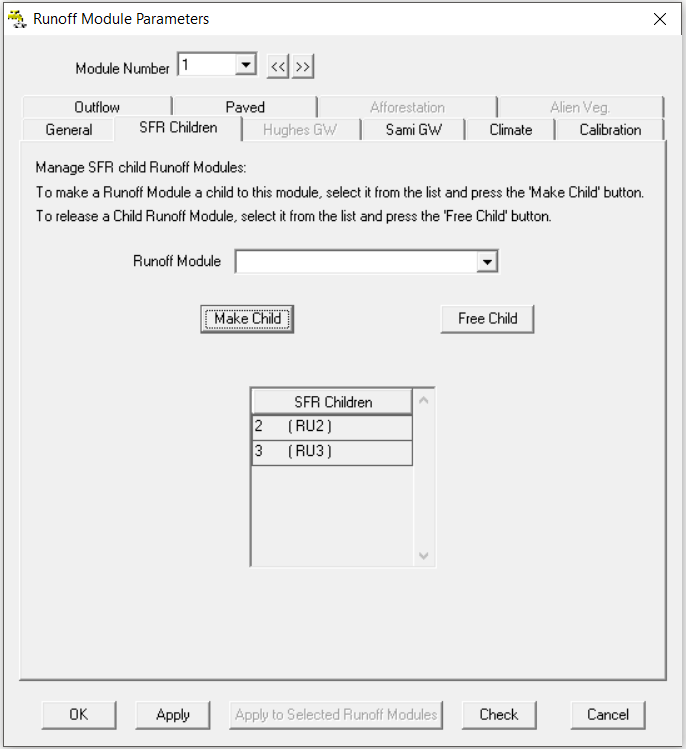 Runoff Module Parameters
Module Number 1 << >>
Outflow Paved Afforestation Alien Veg.
General SFR Children Hughes GW Sami GW Climate Calibration
Manage SFR child Runoff Modules:
To make a Runoff Module a child to this module, select it from the list and press the 'Make Child' button.
To release a Child Runoff Module, select it from the list and press the 'Free Child' button.
Runoff Module
Make Child Free Child
SFR Children
2 ( RU2 )
3 ( RU3 )
OK Apply Apply to Selected Runoff Modules Check Cancel